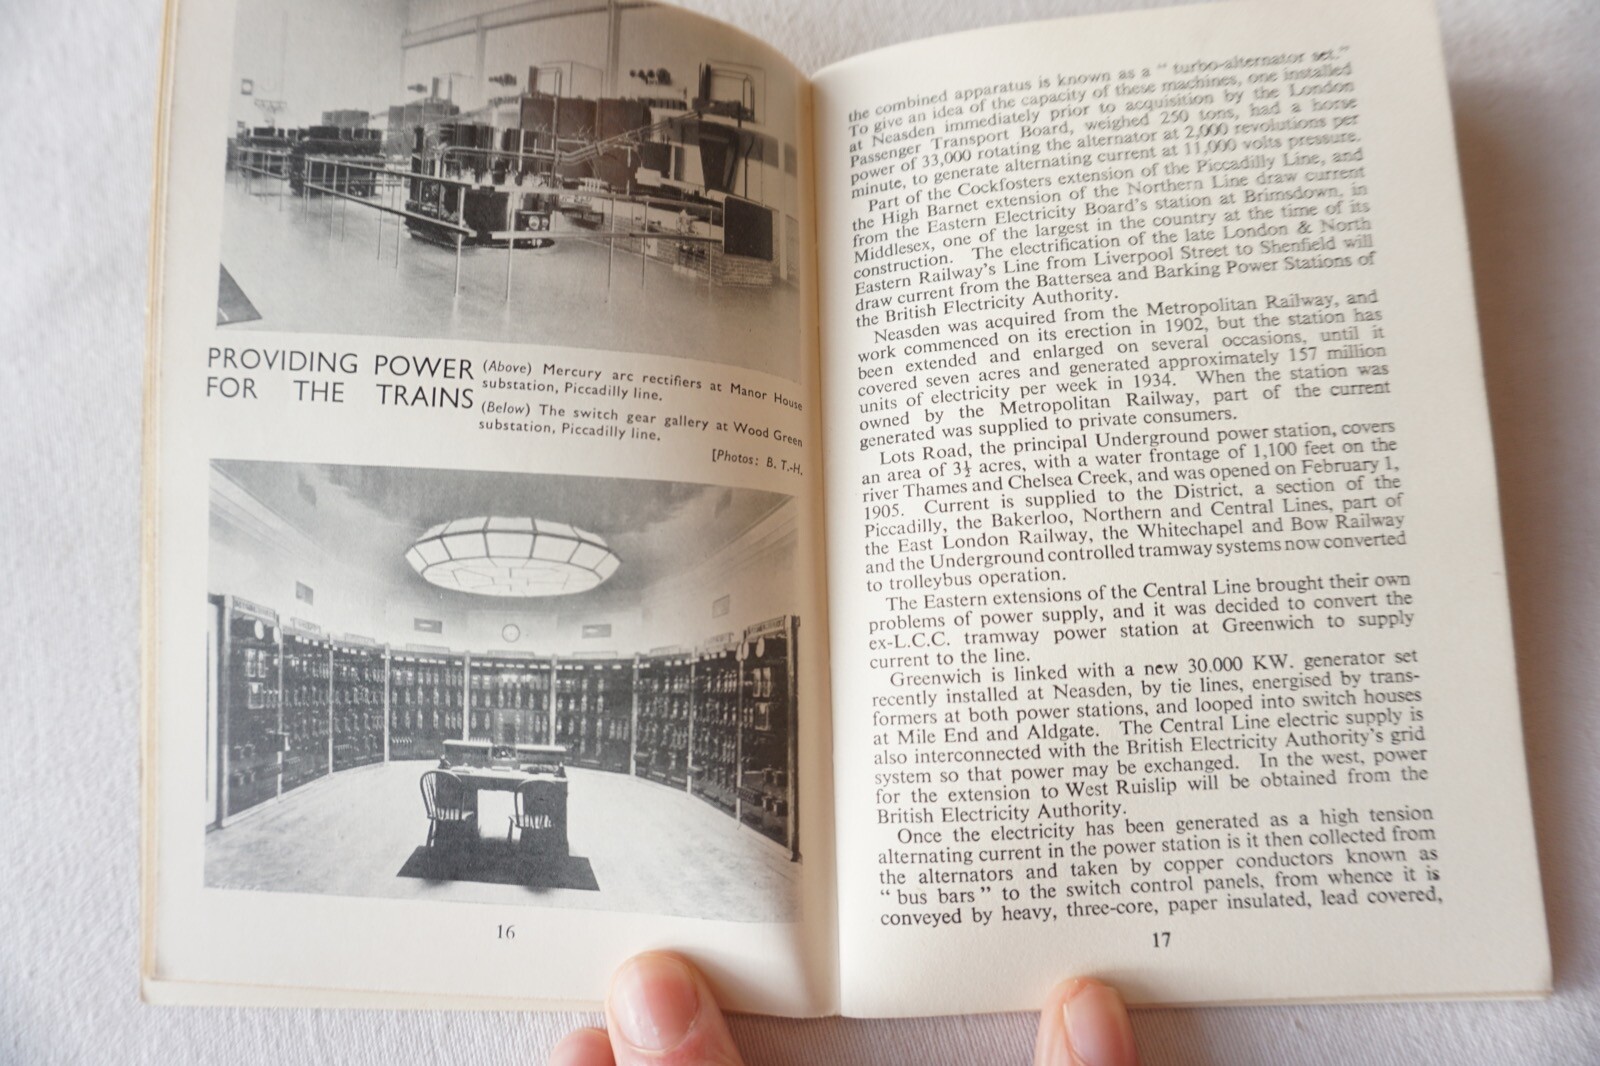 PROVIDING POWER
FOR THE TRAINS
(Above) Mercury arc rectifiers at Manor House
substation, Piccadilly line.
(Below) The switch gear gallery at Wood Green
substation, Piccadilly line.
[Photos: B. T.-H.
16
the combined apparatus is known as a " turbo-alternator set."
To give an idea of the capacity of these machines, one installed
at Neasden immediately prior to acquisition by the London
Passenger Transport Board, weighed 250 tons, had a horse
power of 33,000 rotating the alternator at 2,000 revolutions per
minute, to generate alternating current at 11,000 volts pressure.
Part of the Cockfosters extension of the Piccadilly Line, and
the High Barnet extension of the Northern Line draw current
from the Eastern Electricity Board's station at Brimsdown, in
Middlesex, one of the largest in the country at the time of its
construction. The electrification of the late London & North
Eastern Railway's Line from Liverpool Street to Shenfield will
draw current from the Battersea and Barking Power Stations of
the British Electricity Authority.
Neasden was acquired from the Metropolitan Railway, and
work commenced on its erection in 1902, but the station has
been extended and enlarged on several occasions, until it
covered seven acres and generated approximately 157 million
units of electricity per week in 1934. When the station was
owned by the Metropolitan Railway, part of the current
generated was supplied to private consumers.
Lots Road, the principal Underground power station, covers
an area of 3½ acres, with a water frontage of 1,100 feet on the
river Thames and Chelsea Creek, and was opened on February 1,
1905. Current is supplied to the District, a section of the
Piccadilly, the Bakerloo, Northern and Central Lines, part of
the East London Railway, the Whitechapel and Bow Railway
and the Underground controlled tramway systems now converted
to trolleybus operation.
The Eastern extensions of the Central Line brought their own
problems of power supply, and it was decided to convert the
ex-L.C.C. tramway power station at Greenwich to supply
current to the line.
Greenwich is linked with a new 30.000 KW. generator set
recently installed at Neasden, by tie lines, energised by trans-
formers at both power stations, and looped into switch houses
at Mile End and Aldgate. The Central Line electric supply is
also interconnected with the British Electricity Authority's grid
system so that power may be exchanged. In the west, power
for the extension to West Ruislip will be obtained from the
British Electricity Authority.
Once the electricity has been generated as a high tension
alternating current in the power station is it then collected from
the alternators and taken by copper conductors known as
" bus bars " to the switch control panels, from whence it is
conveyed by heavy, three-core, paper insulated, lead covered,
17